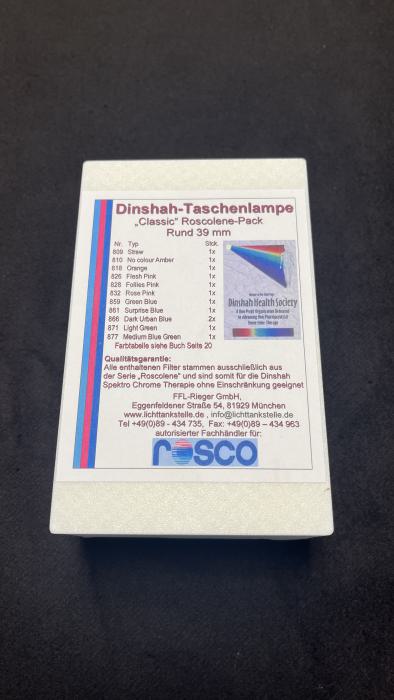 Dinshah-Taschenlampe
„Classic" Roscolene-Pack
Rund 39 mm
Nr. Typ Stck.
809 Straw 1x
810 No colour Amber 1x
818 Orange 1x
826 Flesh Pink 1x
828 Follies Pink 1x
832 Rose Pink 1x
859 Green Blue 1x
861 Surprise Blue 1x
866 Dark Urban Blue 2x
871 Light Green 1x
877 Medium Blue Green 1x
Farbtabelle siehe Buch Seite 20
Dinshah Health Society
A Non-Profit Organization Dedicated
Qualitätsgarantie:
Alle enthaltenen Filter stammen ausschließlich aus
der Serie „Roscolene" und sind somit für die Dinshah
Spektro Chrome Therapie ohne Einschränkung geeignet
FFL-Rieger GmbH,
Eggenfeldener Straße 54, 81929 München
www.lichttankstelle.de , info@lichttankstelle.de
Tel +49(0)89 - 434 735, Fax: +49(0)89 – 434 963
autorisierter Fachhändler für:
rosco